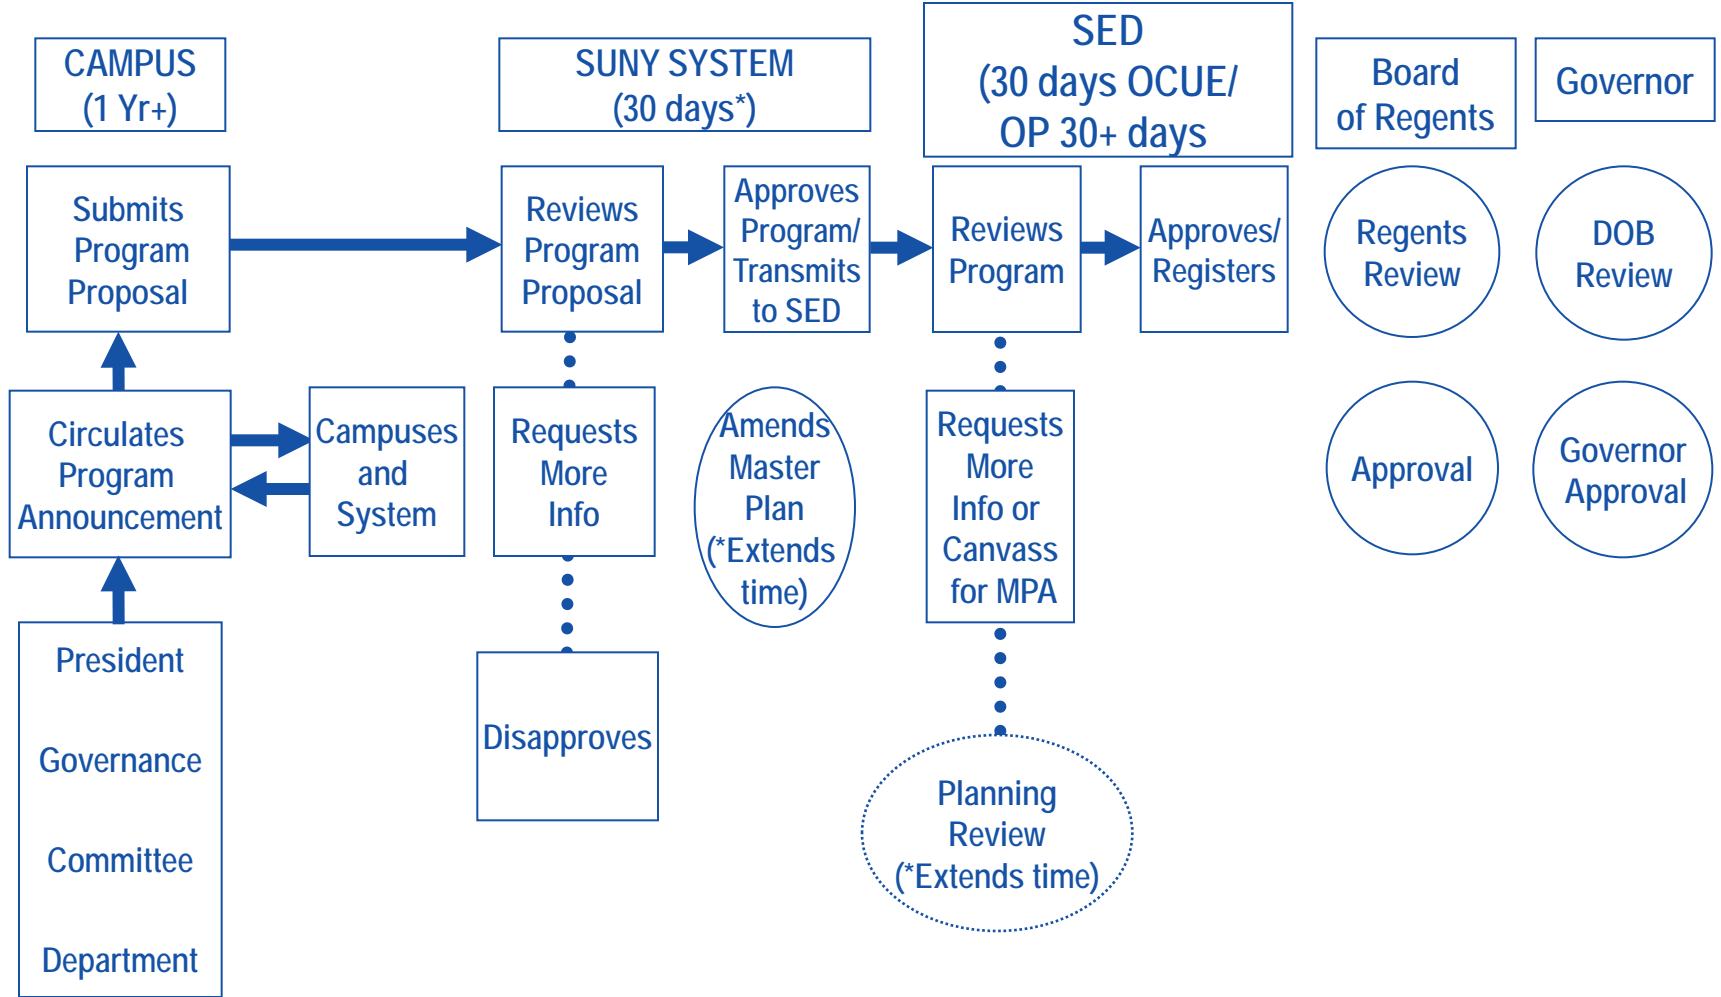 CAMPUS
(1 Yr+)
SUNY SYSTEM
(30 days*)
SED
(30 days OCUE/
OP 30+ days
Board
of Regents
Governor
Submits
Program
Proposal
Reviews
Program
Proposal
Approves
Program/
Transmits
to SED
Reviews
Program
Approves/
Registers
Regents
Review
DOB
Review
Circulates
Program
Announcement
Campuses
and
System
Requests
More
Info
Amends
Master
Plan
(*Extends
time)
Requests
More
Info or
Canvass
for MPA
Approval
Governor
Approval
President
Governance
Committee
Department
Disapproves
Planning
Review
(*Extends time)